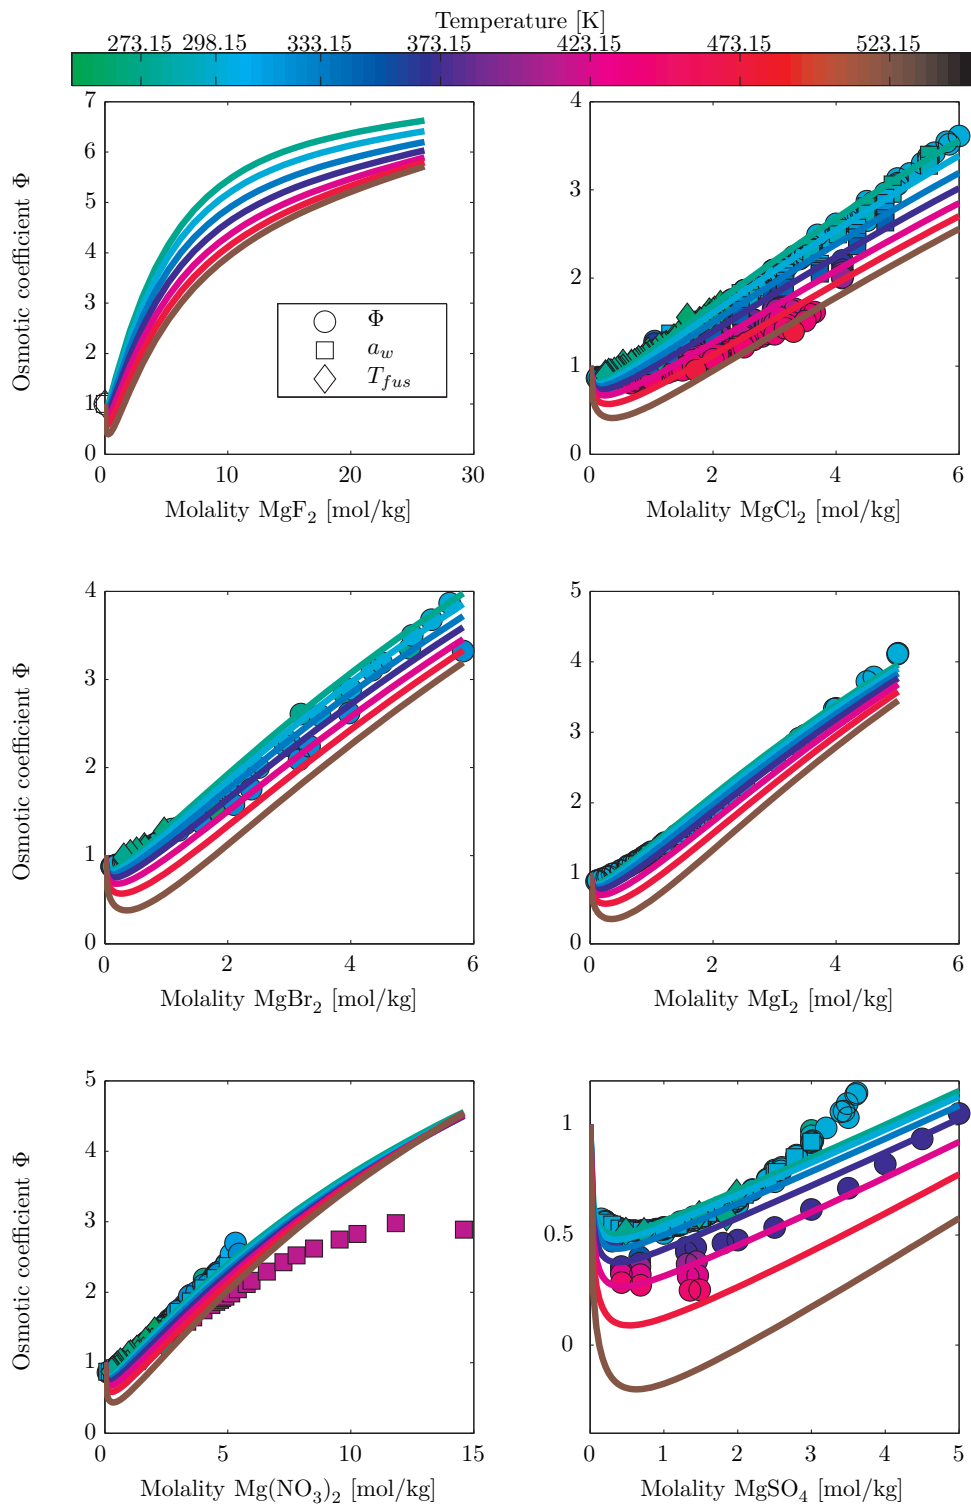 Temperature [K]
273.15 298.15 333.15 373.15 423.15 473.15 523.15
7
6
5
4
3
2
1
0
Osmotic coefficient Φ
Φ
a_w
T_fus
0 10 20 30
Molality MgF₂ [mol/kg]
4
3
2
1
0
0 2 4 6
Molality MgCl₂ [mol/kg]
4
3
2
1
0
Osmotic coefficient Φ
0 2 4 6
Molality MgBr₂ [mol/kg]
5
4
3
2
1
0
0 2 4 6
Molality MgI₂ [mol/kg]
5
4
3
2
1
0
Osmotic coefficient Φ
0 5 10 15
Molality Mg(NO₃)₂ [mol/kg]
1
0.5
0
0 1 2 3 4 5
Molality MgSO₄ [mol/kg]